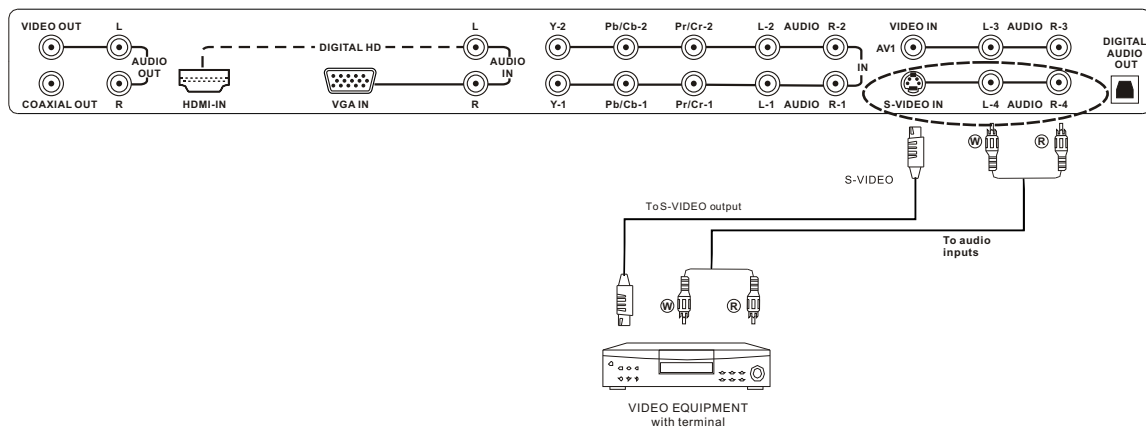 VIDEO OUT L
AUDIO
OUT
COAXIAL OUT R
DIGITAL HD
HDMI-IN
VGA IN
L
AUDIO
IN
R
Y-2 Pb/Cb-2 Pr/Cr-2 L-2 AUDIO R-2
IN
Y-1 Pb/Cb-1 Pr/Cr-1 L-1 AUDIO R-1
VIDEO IN L-3 AUDIO R-3
AV1
S-VIDEO IN L-4 AUDIO R-4
DIGITAL
AUDIO
OUT
W R
S-VIDEO
To S-VIDEO output
To audio
inputs
W R
VIDEO EQUIPMENT
with terminal